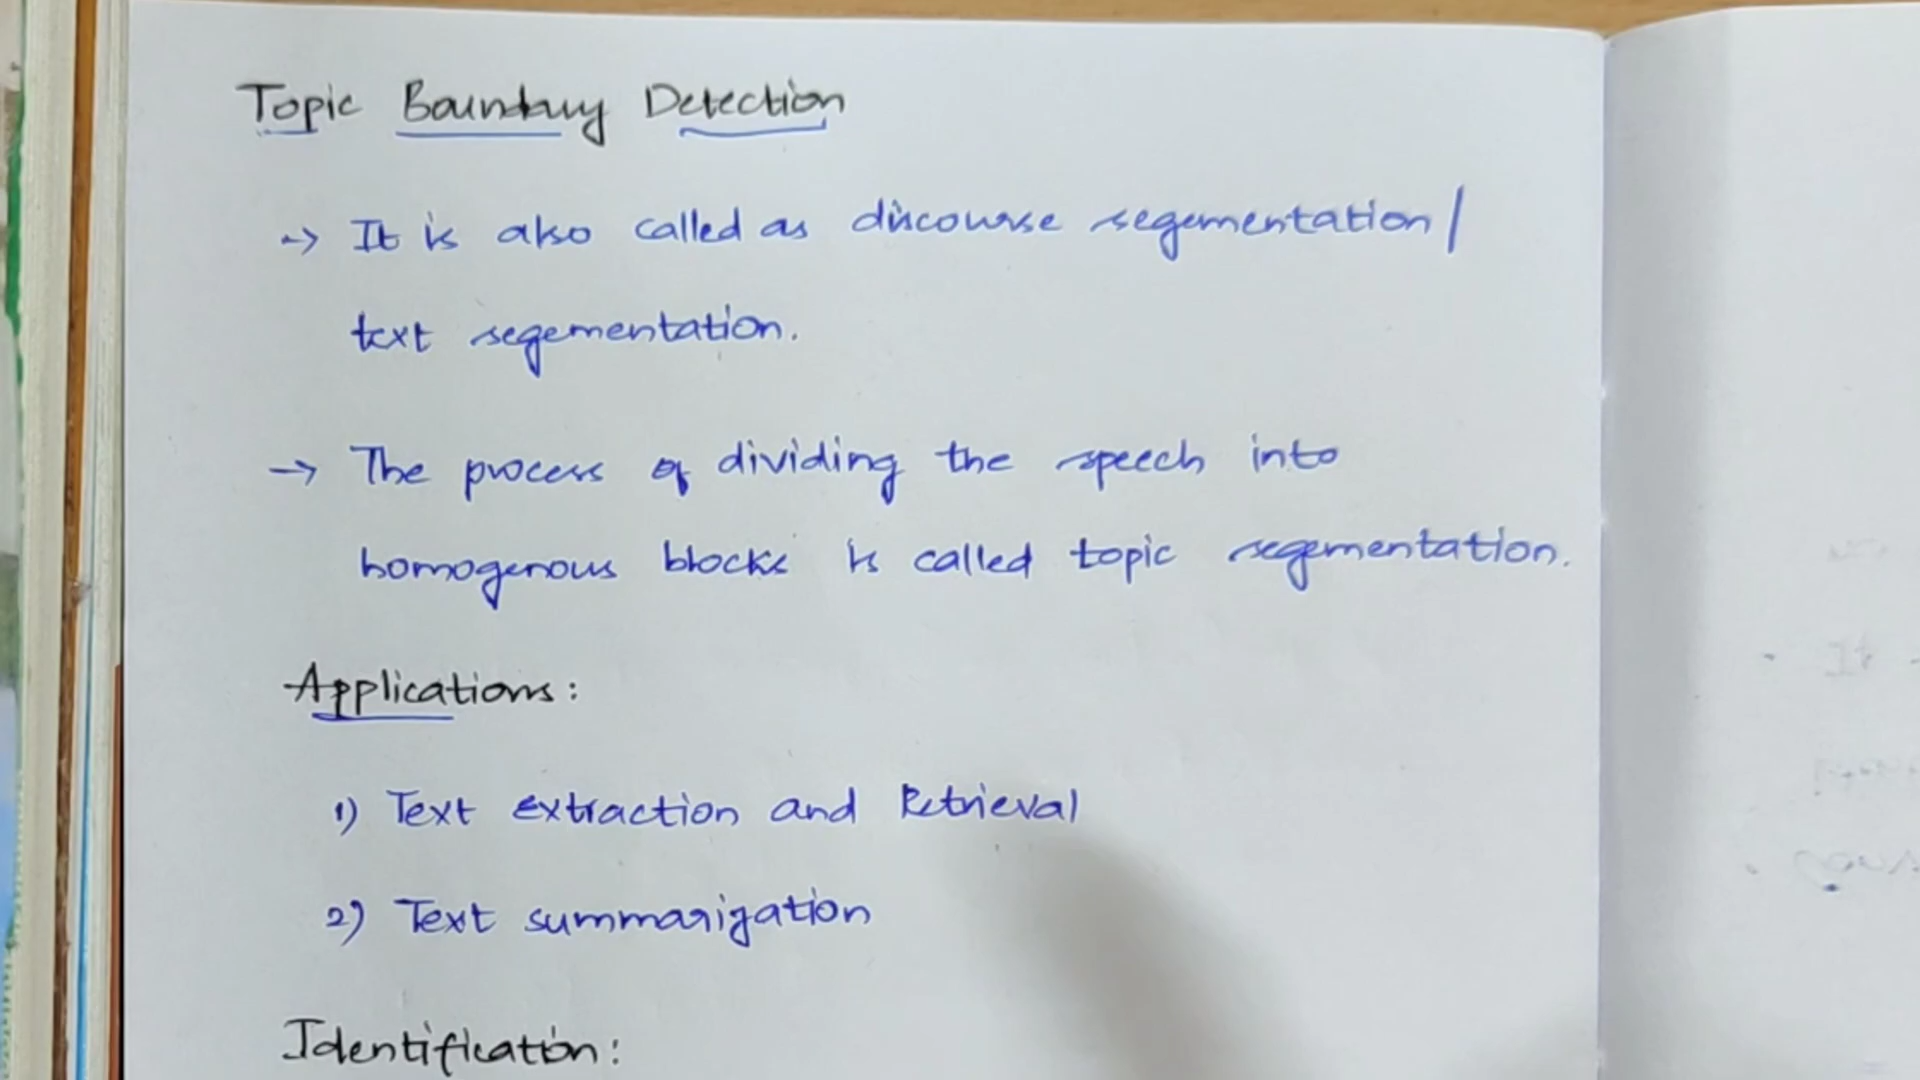 Topic Boundary Detection
-> It is also called as discourse segementation/
text segementation.
-> The process of dividing the speech into
homogenous blocks is called topic segementation.
Applications:
1) Text extraction and Retrieval
2) Text summarization
Identification: